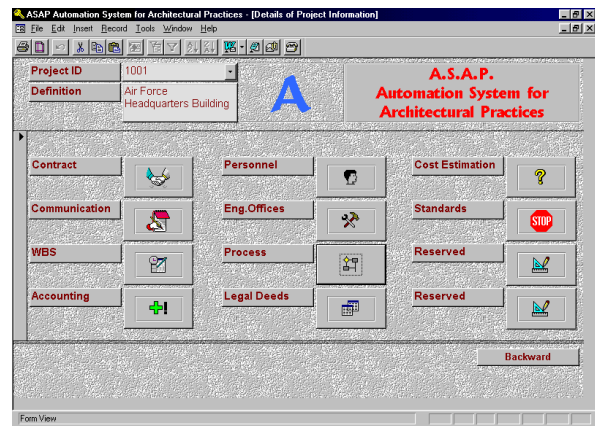 ASAP Automation System for Architectural Practices - [Details of Project Information]
File Edit Insert Record Tools Window Help
Project ID 1001
Definition Air Force
Headquarters Building
A
A.S.A.P.
Automation System for
Architectural Practices
Contract Personnel Cost Estimation
?
Communication Eng.Offices Standards
STOP
WBS Process Reserved
Accounting Legal Deeds Reserved
Backward
Form View